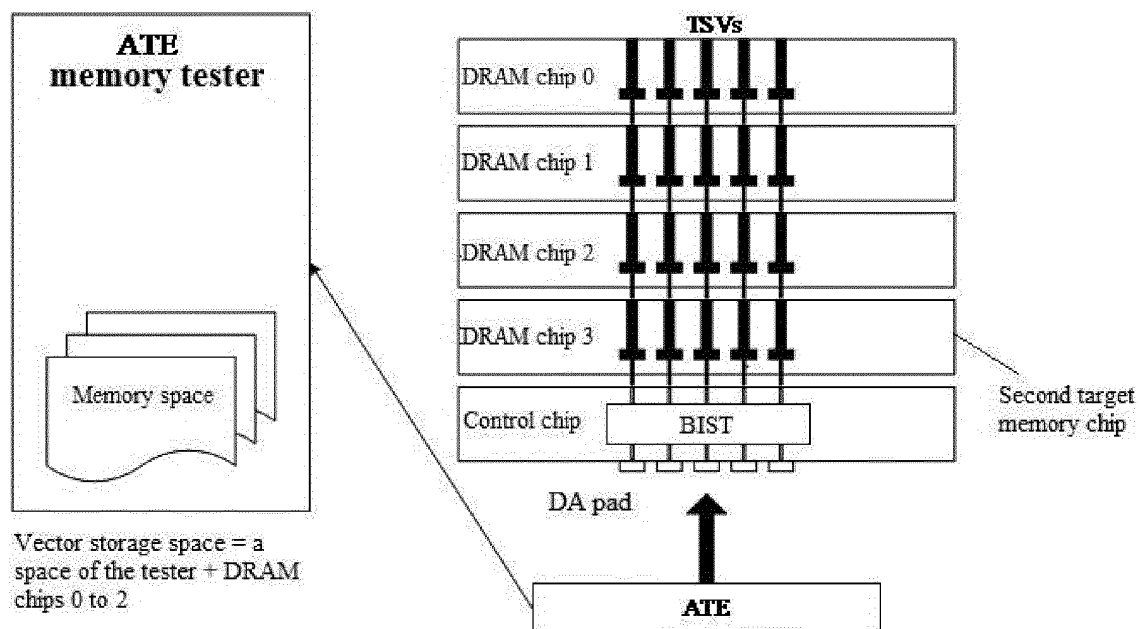 ATE
memory tester
Memory space
Vector storage space = a
space of the tester + DRAM
chips 0 to 2
TSVs
DRAM chip 0
DRAM chip 1
DRAM chip 2
DRAM chip 3
Control chip
BIST
DA pad
Second target
memory chip
ATE